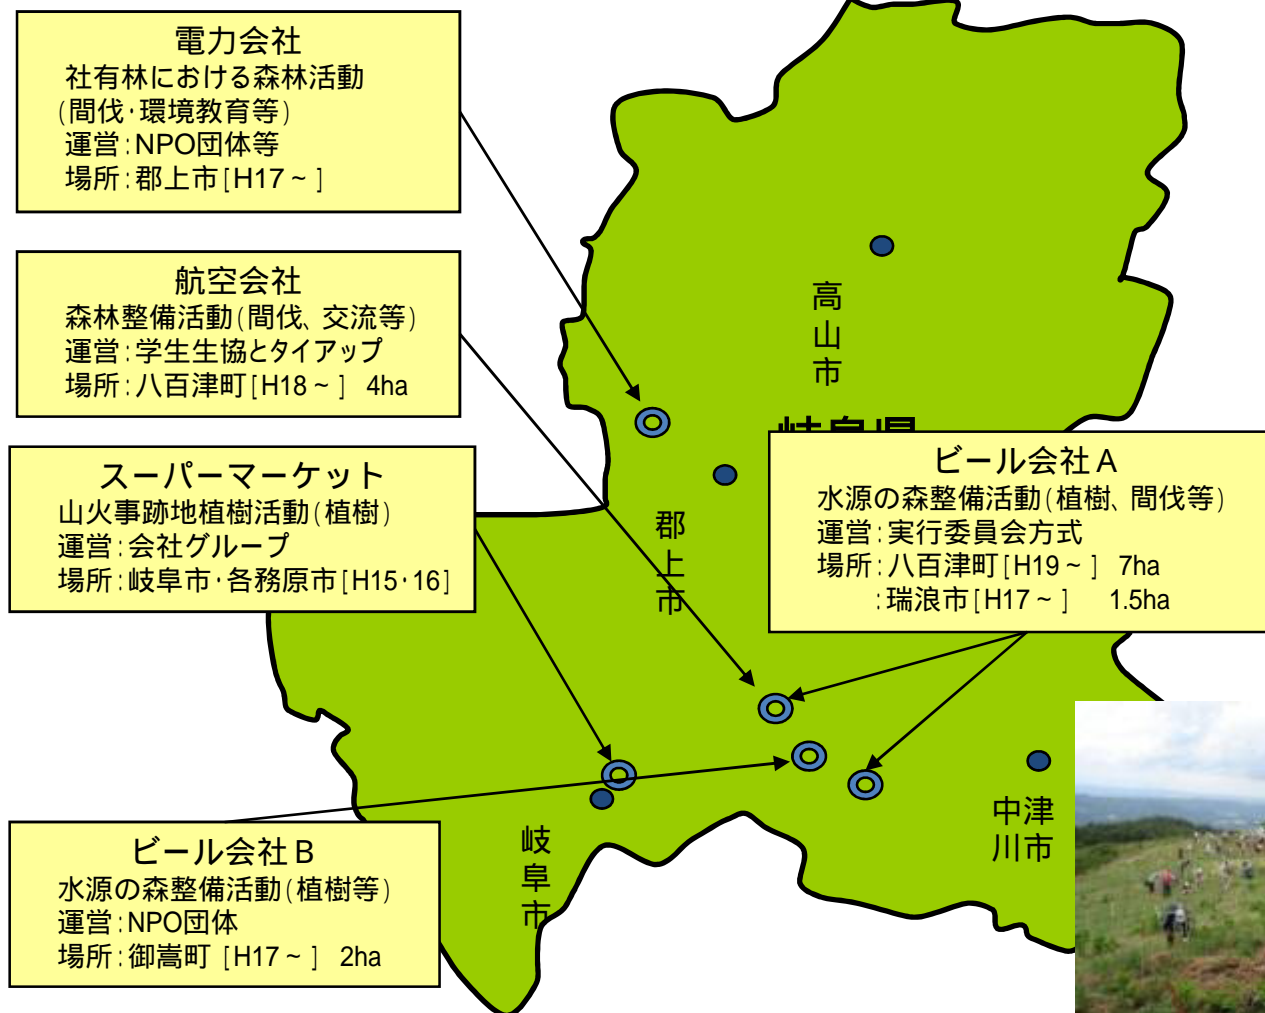 電力会社
社有林における森林活動
(間伐・環境教育等)
運営：NPO団体等
場所：郡上市[H17～]
航空会社
森林整備活動(間伐、交流等)
運営：学生生協とタイアップ
場所：八百津町[H18～] 4ha
スーパーマーケット
山火事跡地植樹活動(植樹)
運営：会社グループ
場所：岐阜市・各務原市[H15・16]
ビール会社B
水源の森整備活動(植樹等)
運営：NPO団体
場所：御嵩町 [H17～] 2ha
高山市
郡上市
ビール会社A
水源の森整備活動(植樹、間伐等)
運営：実行委員会方式
場所：八百津町[H19～] 7ha
：瑞浪市[H17～] 1.5ha
岐阜市
中津
川市